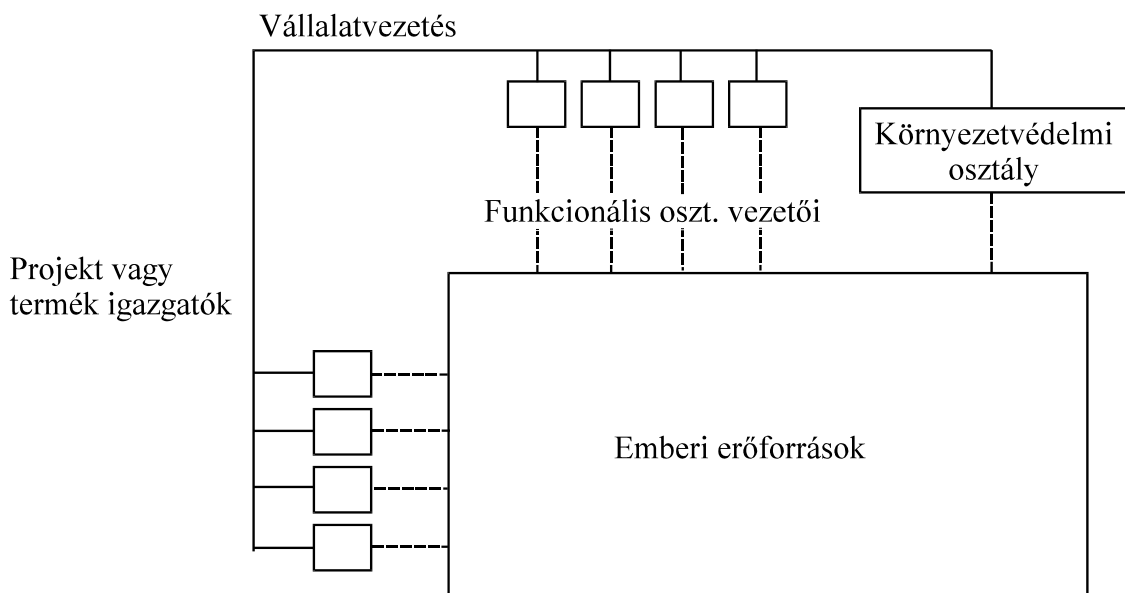 Vállalatvezetés
Környezetvédelmi
osztály
Funkcionális oszt. vezetői
Projekt vagy
termék igazgatók
Emberi erőforrások